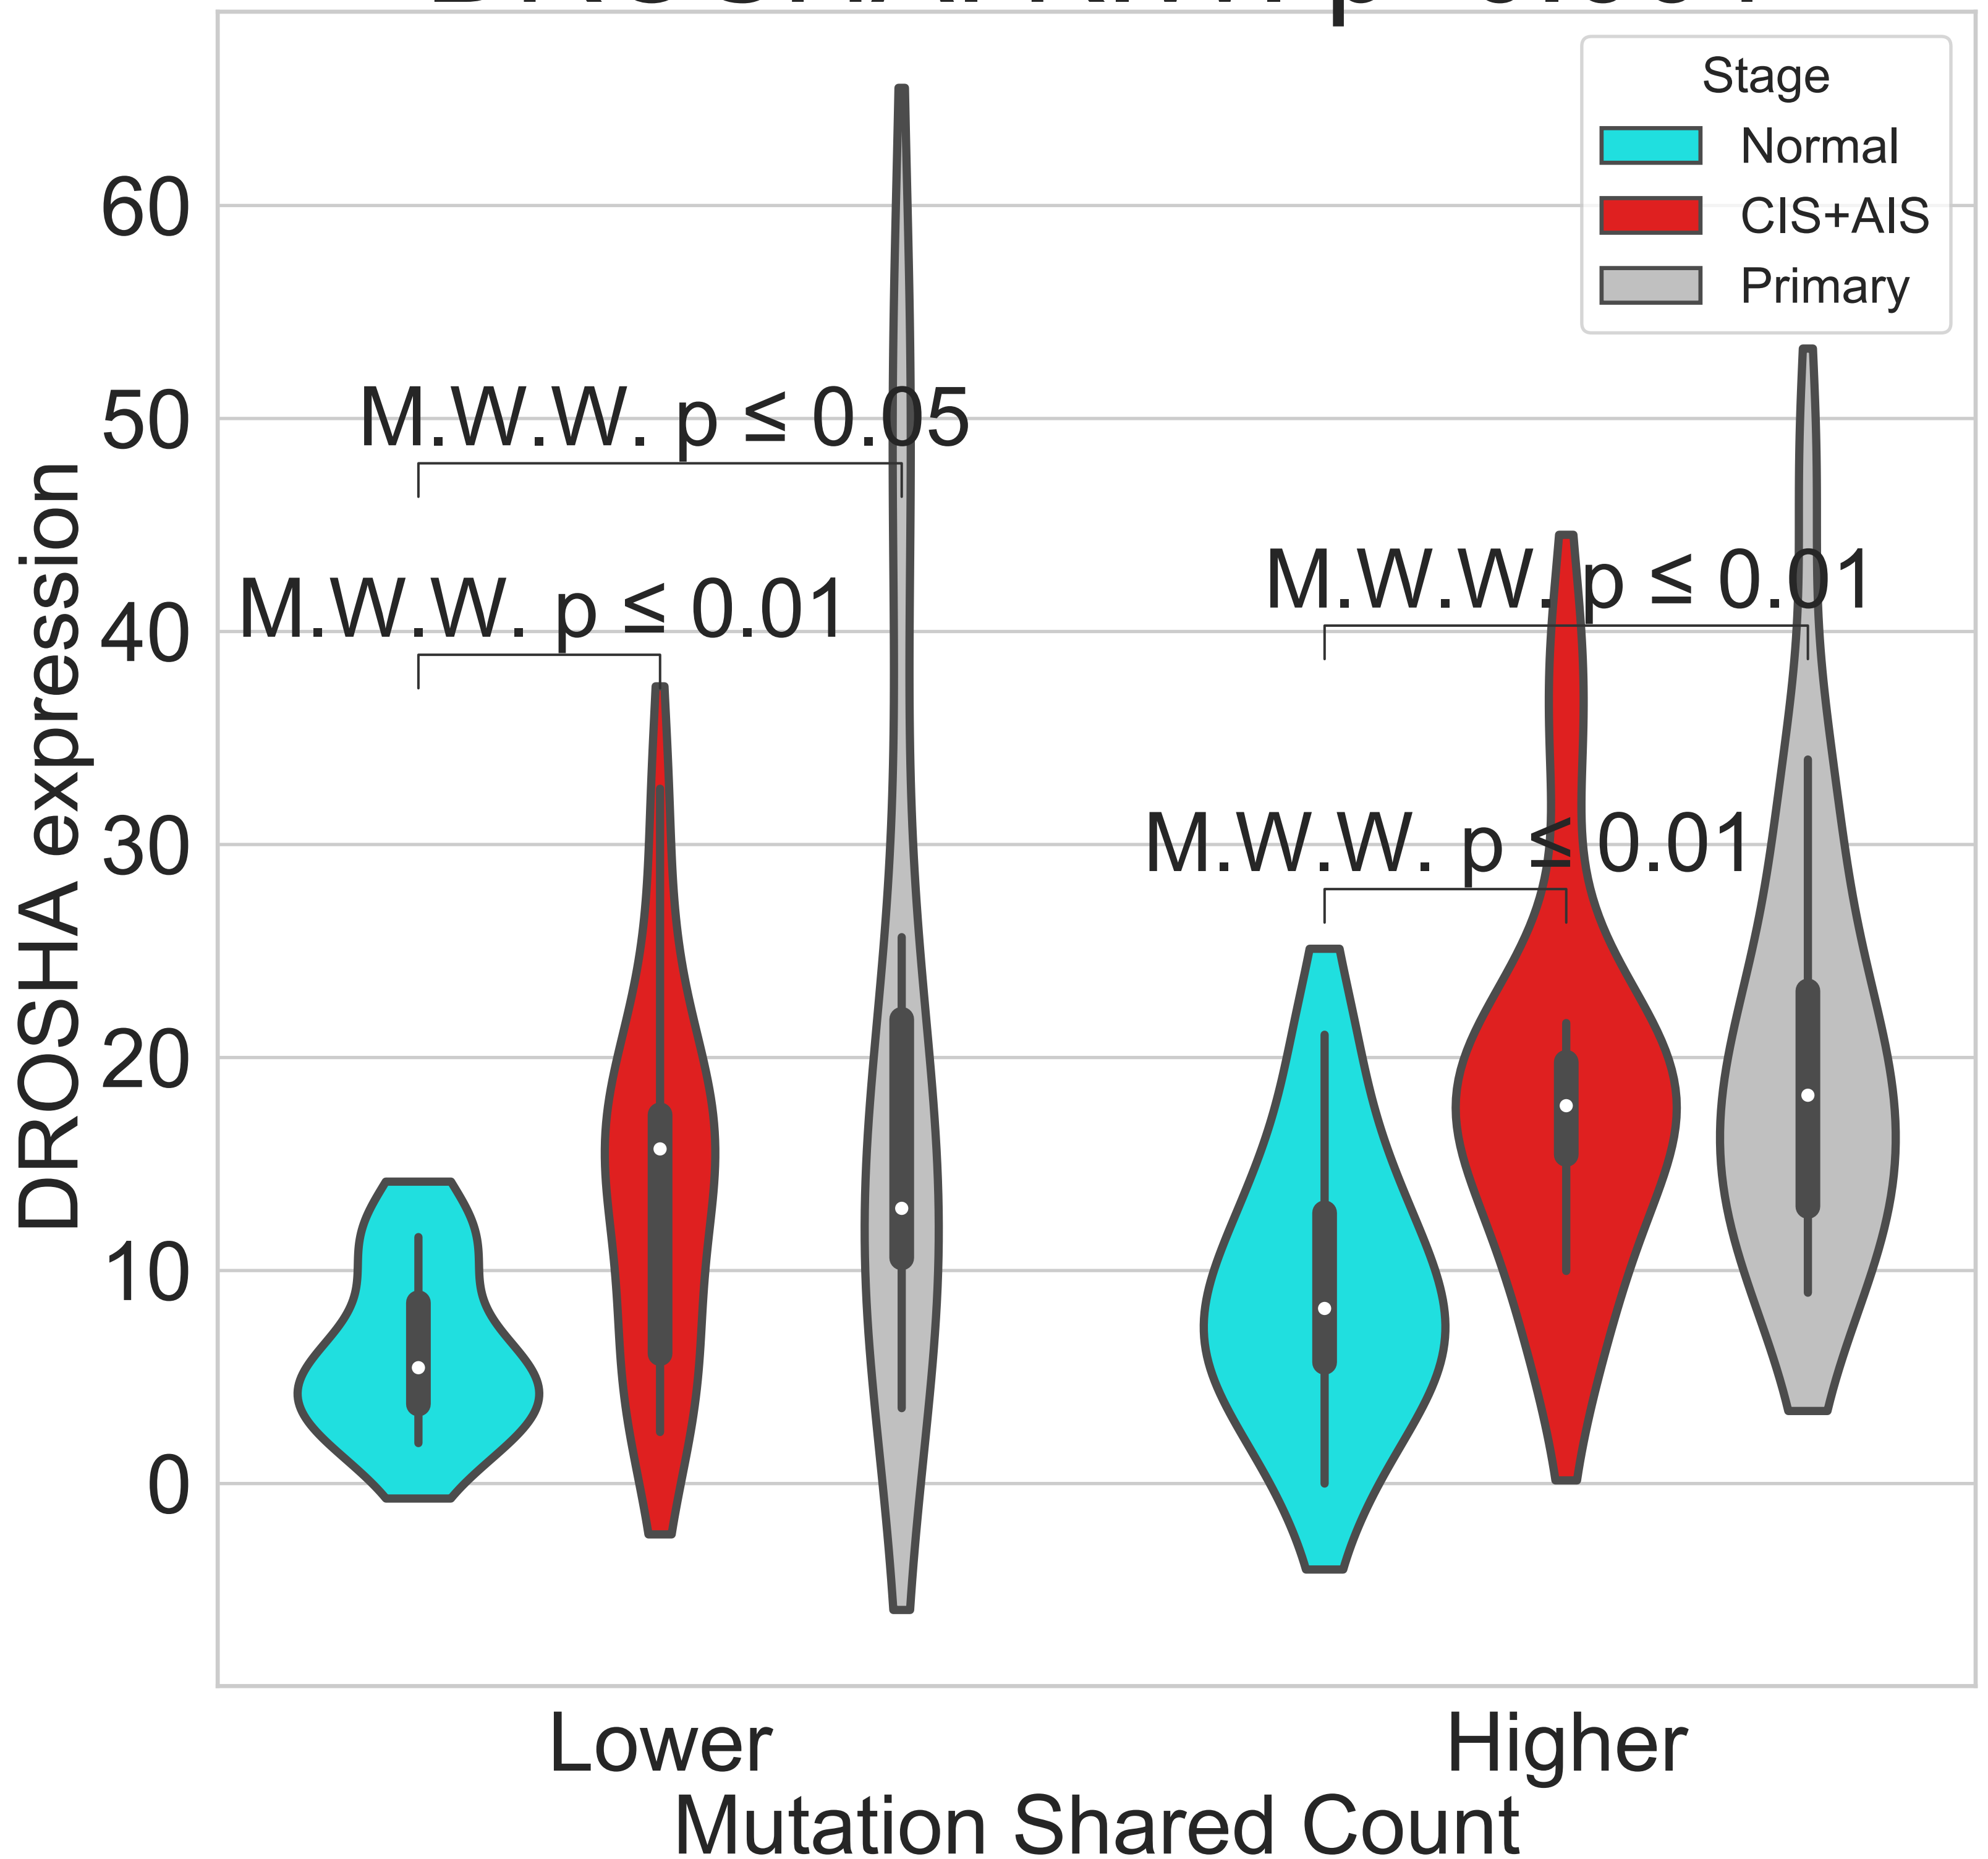 Stage
Normal
CIS+AIS
Primary
60
50
40
30
20
10
0
DROSHA expression
M.W.W. p ≤ 0.05
M.W.W. p ≤ 0.01
M.W.W. p ≤ 0.01
M.W.W. p ≤ 0.01
Lower
Higher
Mutation Shared Count